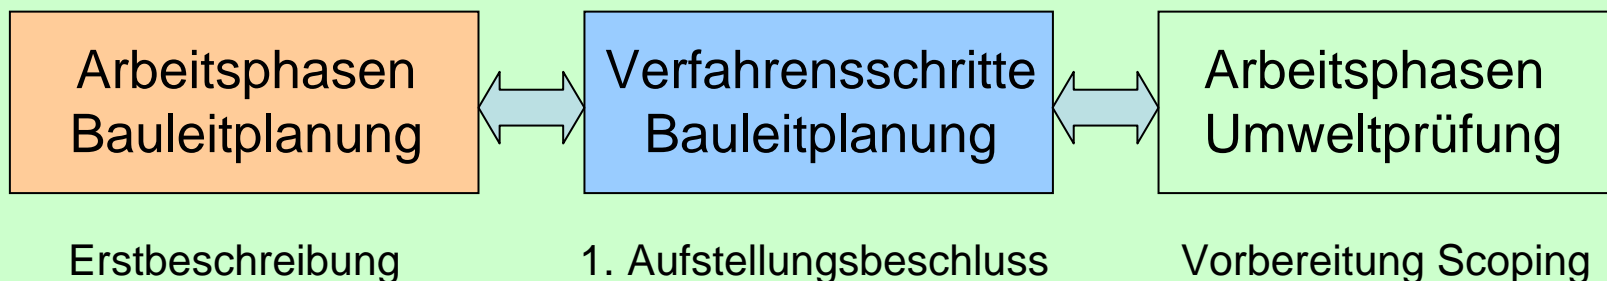 Arbeitsphasen
Bauleitplanung
Verfahrensschritte
Bauleitplanung
Arbeitsphasen
Umweltprüfung
Erstbeschreibung
1. Aufstellungsbeschluss
Vorbereitung Scoping